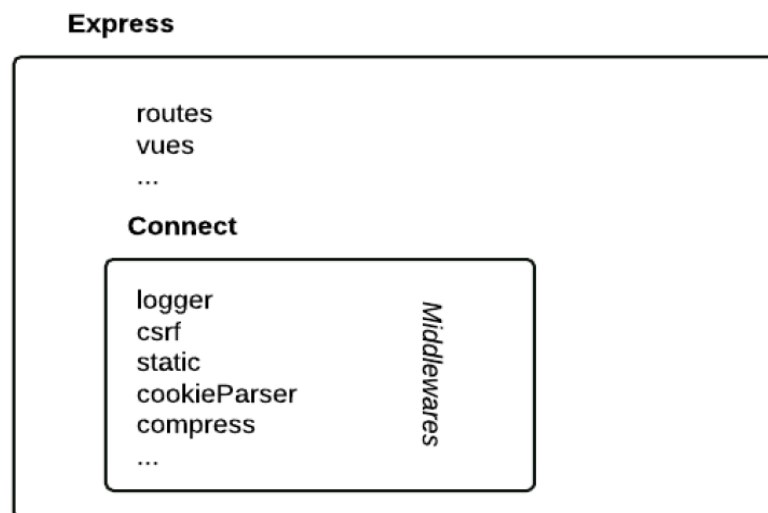 Express
routes
vues
...
Connect
logger
csrf
static
cookieParser
compress
...
Middlewares